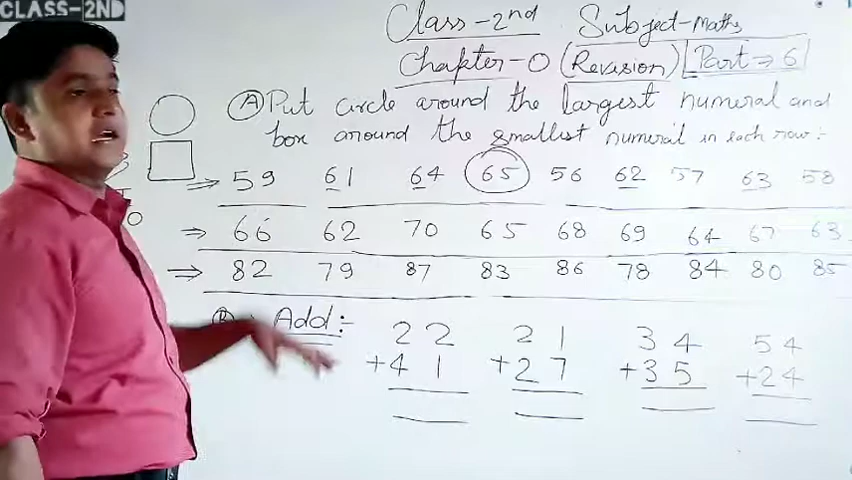 CLASS-2ND
Class-2nd Subject-Maths
Chapter-0 (Revision) Part→6
(A) Put circle around the largest numeral and
box around the smallest numeral in each row:-
⇒ 59 61 64 65 56 62 57 63 58
⇒ 66 62 70 65 68 69 64 67 63
⇒ 82 79 87 83 86 78 84 80 85
(B) Add:-
22 21 34 54
+41 +27 +35 +24